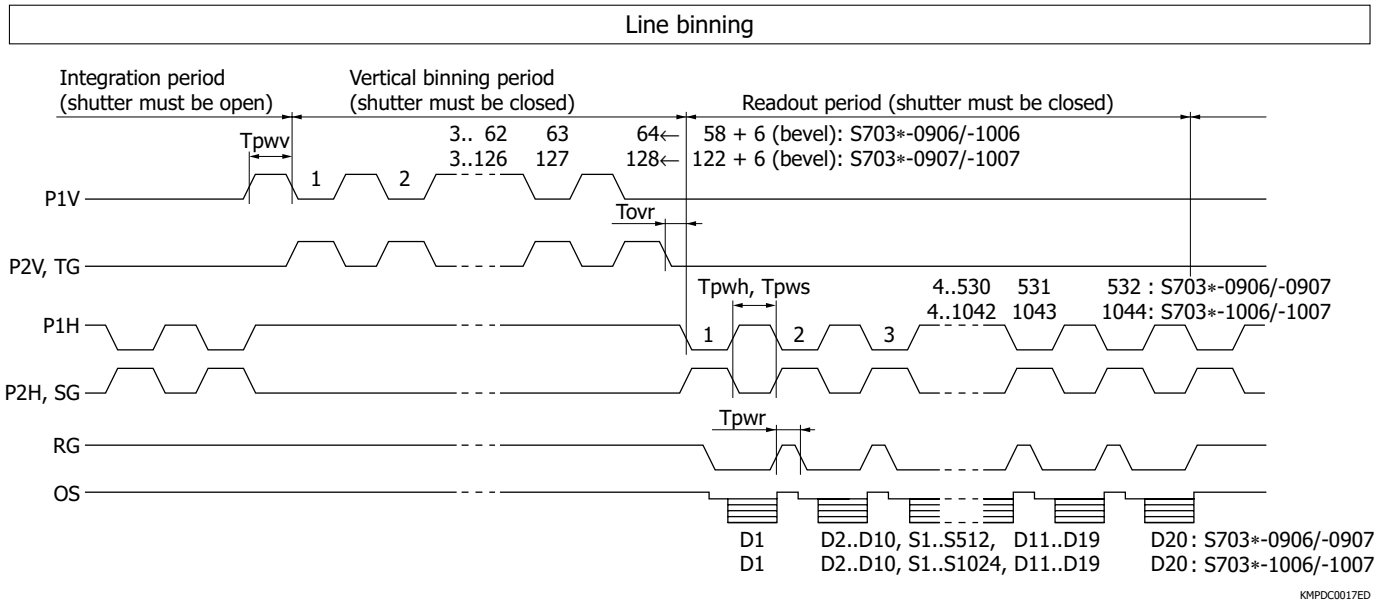 Line binning
Integration period
(shutter must be open)
Vertical binning period
(shutter must be closed)
Readout period (shutter must be closed)
Tpwv
3.. 62 63 64← 58 + 6 (bevel): S703*-0906/-1006
3..126 127 128← 122 + 6 (bevel): S703*-0907/-1007
P1V 1 2
Tovr
P2V, TG
Tpwh, Tpws
4..530 531 532 : S703*-0906/-0907
4..1042 1043 1044: S703*-1006/-1007
P1H 1 2 3
P2H, SG
Tpwr
RG
OS
D1 D2..D10, S1..S512, D11..D19 D20: S703*-0906/-0907
D1 D2..D10, S1..S1024, D11..D19 D20: S703*-1006/-1007
KMPDC0017ED